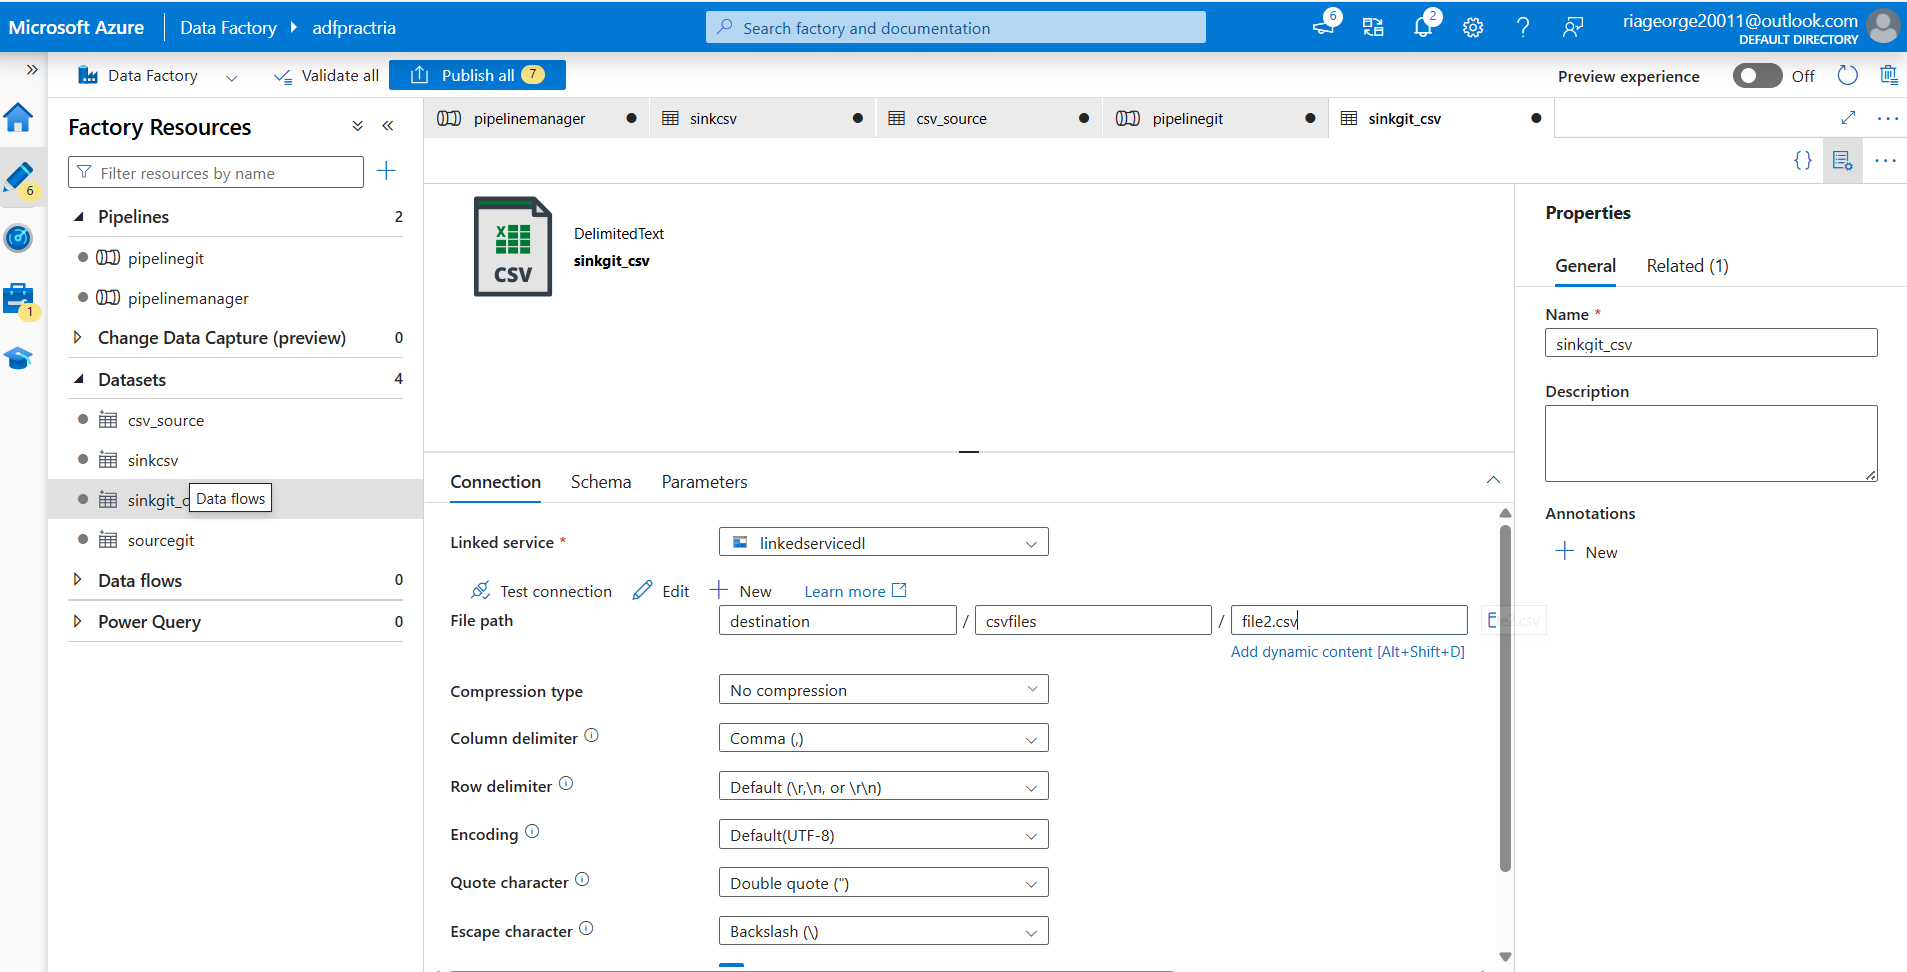 Microsoft Azure
Data Factory
adfpractria
Search factory and documentation
6
2
riageorge20011@outlook.com
DEFAULT DIRECTORY
Data Factory
Validate all
Publish all 7
Preview experience
Off
Factory Resources
Filter resources by name
6
1
Pipelines 2
pipelinegit
pipelinemanager
Change Data Capture (preview) 0
Datasets 4
csv_source
sinkcsv
sinkgit_c
Data flows
sourcegit
Data flows 0
Power Query 0
pipelinemanager
sinkcsv
csv_source
pipelinegit
sinkgit_csv
{}
X
CSV
DelimitedText
sinkgit_csv
Connection
Schema
Parameters
Linked service *
linkedservicedl
Test connection
Edit
New
Learn more
File path
destination / csvfiles / file2.csv
file2.csv
Add dynamic content [Alt+Shift+D]
Compression type
No compression
Column delimiter
Comma (,)
Row delimiter
Default (\r,\n, or \r\n)
Encoding
Default(UTF-8)
Quote character
Double quote (")
Escape character
Backslash (\)
Properties
General
Related (1)
Name *
sinkgit_csv
Description
Annotations
New